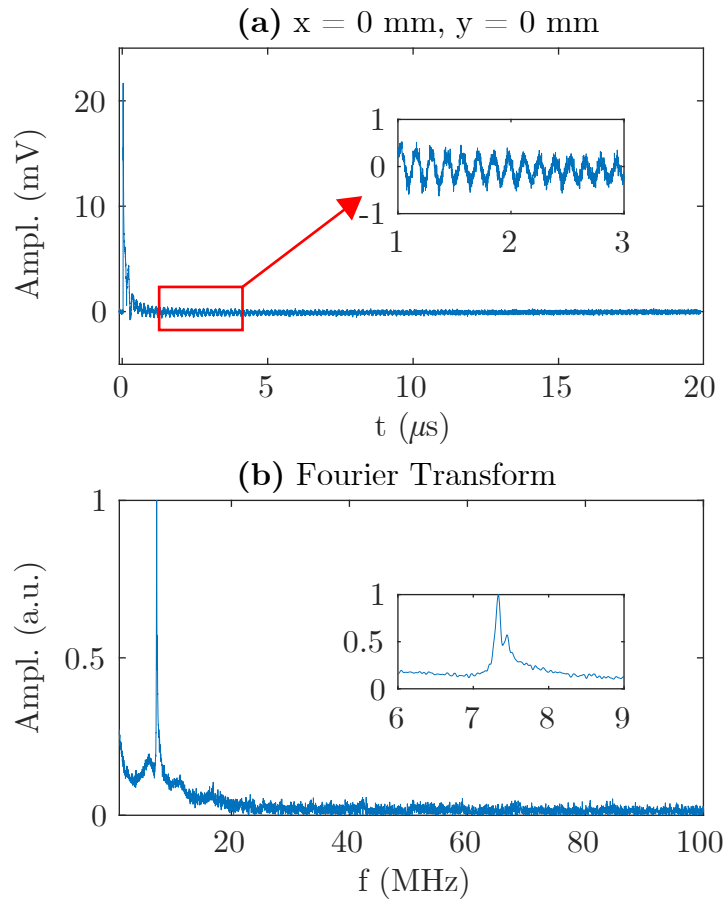 (a) x = 0 mm, y = 0 mm
Ampl. (mV)
20
10
0
1
0
-1
1 2 3
0 5 10 15 20
t (μs)
(b) Fourier Transform
Ampl. (a.u.)
1
0.5
0
1
0.5
0
6 7 8 9
20 40 60 80 100
f (MHz)